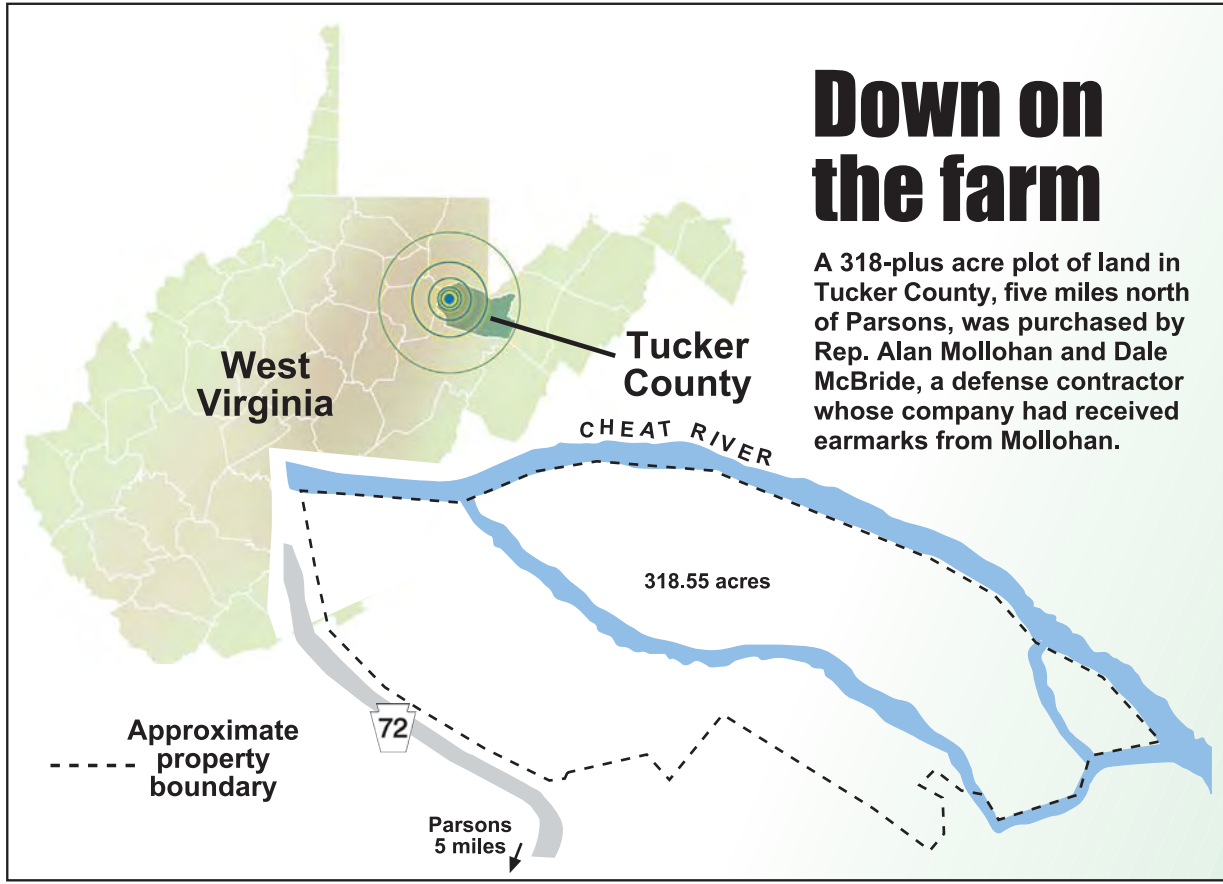 Down on
the farm
A 318-plus acre plot of land in
Tucker County, five miles north
of Parsons, was purchased by
Rep. Alan Mollohan and Dale
McBride, a defense contractor
whose company had received
earmarks from Mollohan.
West
Virginia
Tucker
County
CHEAT RIVER
318.55 acres
72
Approximate
property
boundary
Parsons
5 miles